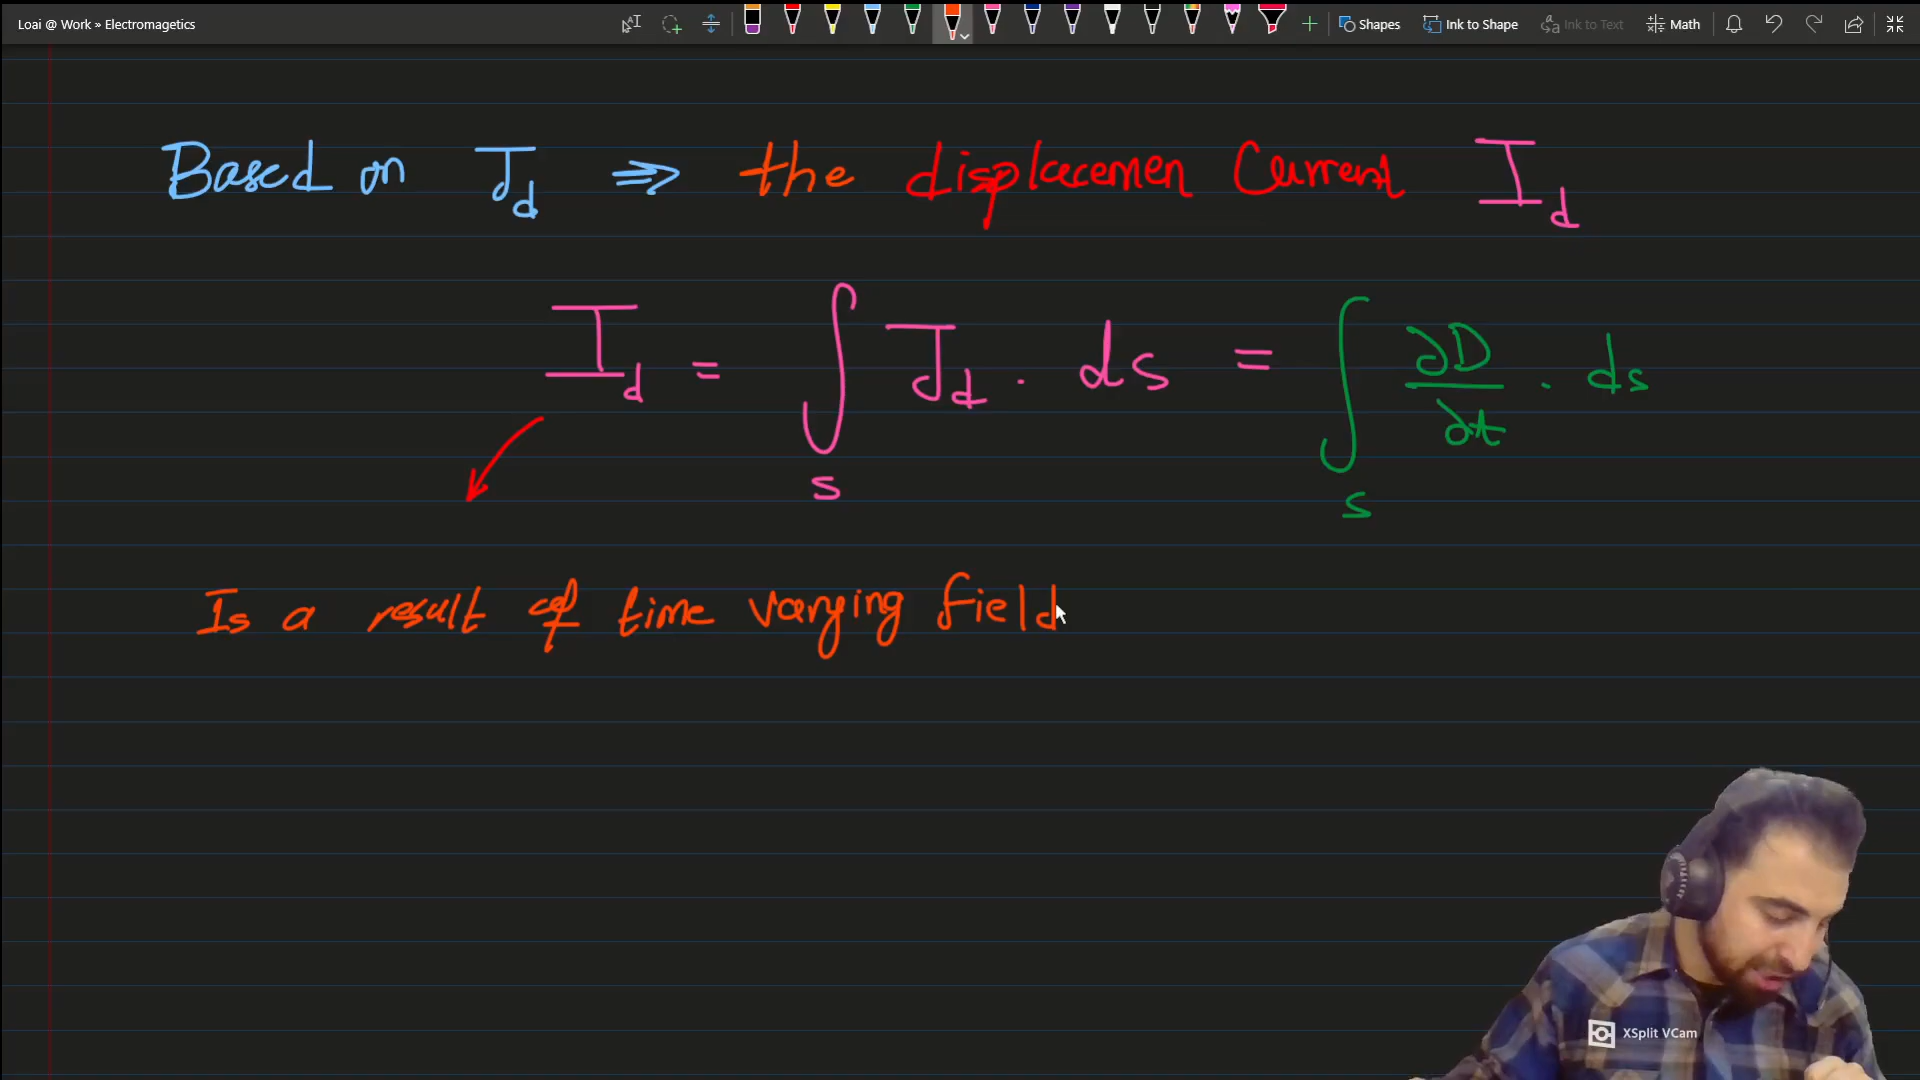 Loai @ Work » Electromagetics
Shapes Ink to Shape Ink to Text Math
Based on J_d ⇒ the displacemen Current I_d
I_d = ∫_s J_d · ds = ∫_s ∂D/∂t · ds
Is a result of time varying field
XSplit VCam